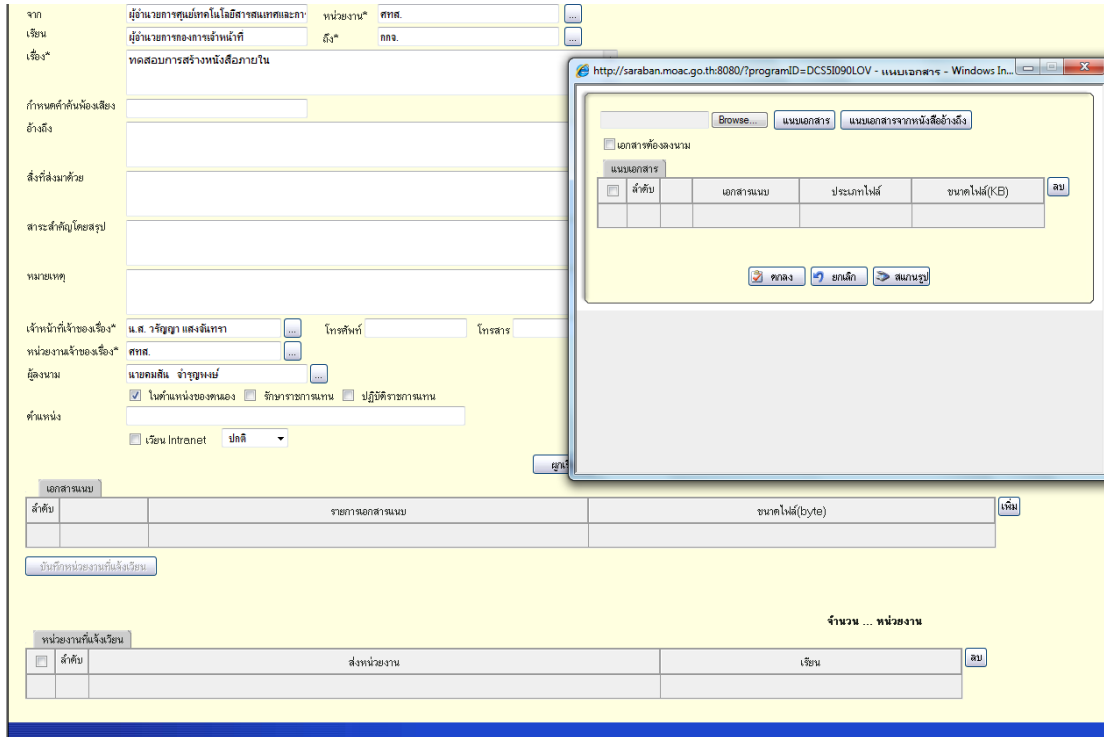 จาก ผู้อำนวยการศูนย์เทคโนโลยีสารสนเทศและกา หน่วยงาน* ศทส. ...
เรียน ผู้อำนวยการกองการเจ้าหน้าที่ ถึง* กกจ. ...
เรื่อง* ทดสอบการสร้างหนังสือภายใน
กำหนดคำค้นพ้องเสียง
อ้างถึง
สิ่งที่ส่งมาด้วย
สาระสำคัญโดยสรุป
หมายเหตุ
เจ้าหน้าที่เจ้าของเรื่อง* น.ส. วรัญญา แสงจันทรา ... โทรศัพท์ โทรสาร
หน่วยงานเจ้าของเรื่อง* ศทส. ...
ผู้ลงนาม นายคมสัน จำรูญพงษ์ ...
ในตำแหน่งของตนเอง รักษาราชการแทน ปฏิบัติราชการแทน
ตำแหน่ง
เวียน Intranet ปกติ
ผูกเรื่
http://saraban.moac.go.th:8080/?programID=DCS5I090LOV - แนบเอกสาร - Windows In...
Browse... แนบเอกสาร แนบเอกสารจากหนังสืออ้างถึง
เอกสารต้องลงนาม
แนบเอกสาร
ลำดับ เอกสารแนบ ประเภทไฟล์ ขนาดไฟล์(KB) ลบ
ตกลง ยกเลิก สแกนรูป
เอกสารแนบ
ลำดับ รายการเอกสารแนบ ขนาดไฟล์(byte) เพิ่ม
บันทึกหน่วยงานที่แจ้งเวียน
จำนวน ... หน่วยงาน
หน่วยงานที่แจ้งเวียน
ลำดับ ส่งหน่วยงาน เรียน ลบ